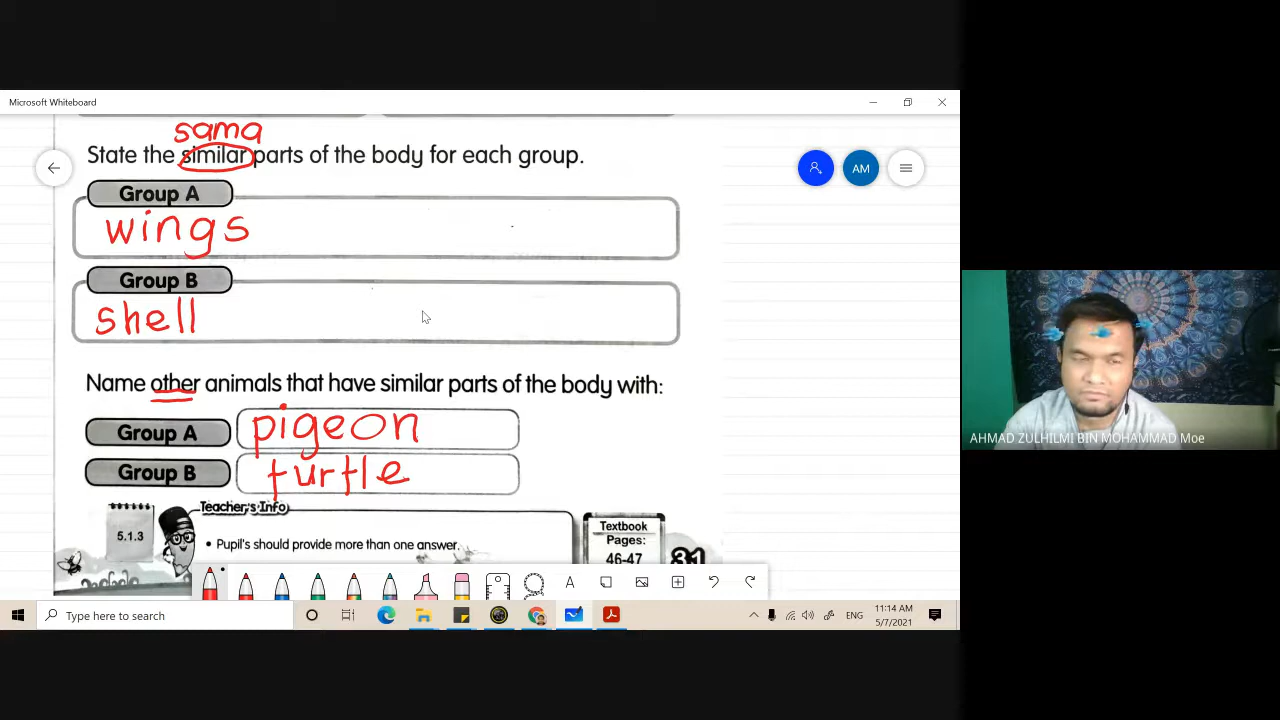 Microsoft Whiteboard
sama
State the similar parts of the body for each group.
Group A
wings
Group B
shell
Name other animals that have similar parts of the body with:
Group A
pigeon
Group B
turtle
Teacher's Info
5.1.3
• Pupil's should provide more than one answer.
Textbook
Pages:
46-47
31
AM
AHMAD ZULHILMI BIN MOHAMMAD Moe
A
Type here to search
ENG
11:14 AM
5/7/2021